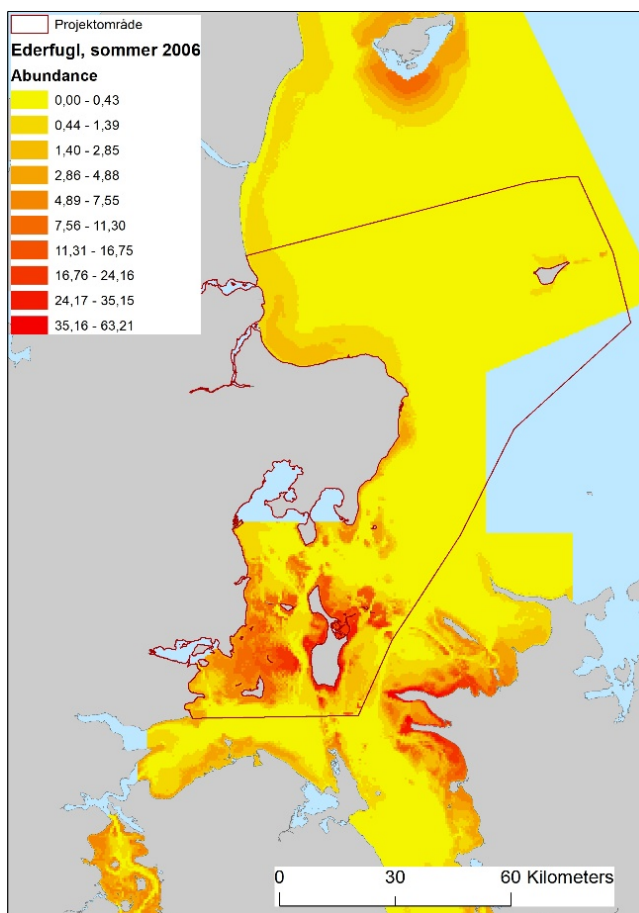 Projektområde
Ederfugl, sommer 2006
Abundance
0,00 - 0,43
0,44 - 1,39
1,40 - 2,85
2,86 - 4,88
4,89 - 7,55
7,56 - 11,30
11,31 - 16,75
16,76 - 24,16
24,17 - 35,15
35,16 - 63,21
0 30 60 Kilometers